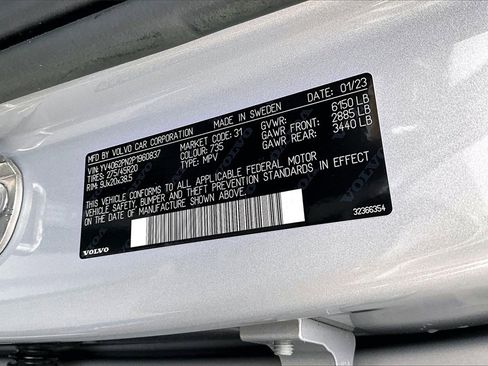 MFD BY VOLVO CAR CORPORATION MADE IN SWEDEN DATE: 01/23
VIN: YV4062PN2P1960837 MARKET CODE: 31 GVWR: 6150 LB
TIRES: 275/45R20 COLOUR: 735 GAWR FRONT: 2885 LB
RIM: 9Jx20x38.5 TYPE: MPV GAWR REAR: 3440 LB
THIS VEHICLE CONFORMS TO ALL APPLICABLE FEDERAL MOTOR
VEHICLE SAFETY, BUMPER AND THEFT PREVENTION STANDARDS IN EFFECT
ON THE DATE OF MANUFACTURE SHOWN ABOVE.
32366354
VOLVO